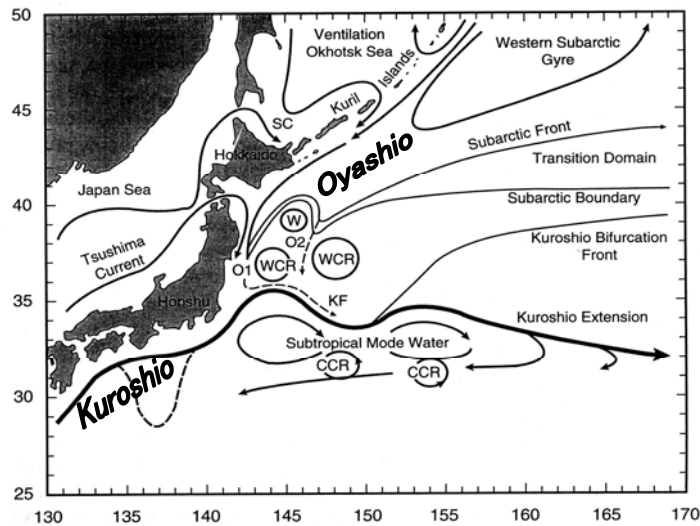 50
45
40
35
30
25
130
135
140
145
150
155
160
165
170
Ventilation
Okhotsk Sea
Islands
Kuril
Western Subarctic
Gyre
SC
Hokkaido
Oyashio
Subarctic Front
Transition Domain
Japan Sea
Subarctic Boundary
W
Tsushima
Current
O2
Kuroshio Bifurcation
Front
O1
WCR
WCR
Honshu
KF
Kuroshio Extension
Subtropical Mode Water
CCR
CCR
Kuroshio